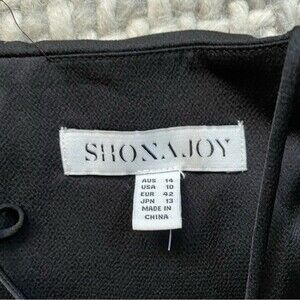 SHONA JOY
AUS 14
USA 10
EUR 42
JPN 13
MADE IN
CHINA